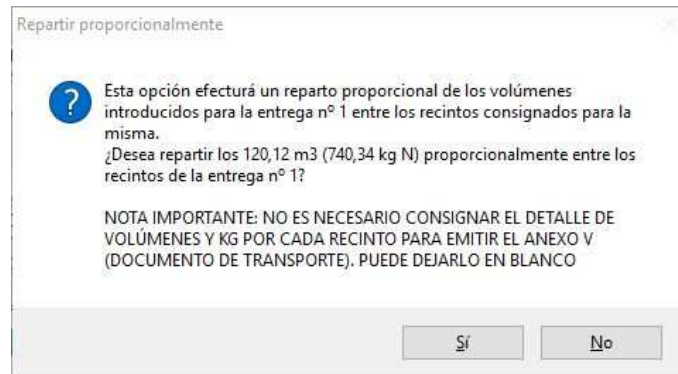 Repartir proporcionalmente
Esta opción efecturá un reparto proporcional de los volúmenes
introducidos para la entrega nº 1 entre los recintos consignados para la
misma.
¿Desea repartir los 120,12 m3 (740,34 kg N) proporcionalmente entre los
recintos de la entrega nº 1?
NOTA IMPORTANTE: NO ES NECESARIO CONSIGNAR EL DETALLE DE
VOLÚMENES Y KG POR CADA RECINTO PARA EMITIR EL ANEXO V
(DOCUMENTO DE TRANSPORTE). PUEDE DEJARLO EN BLANCO
Sí
No